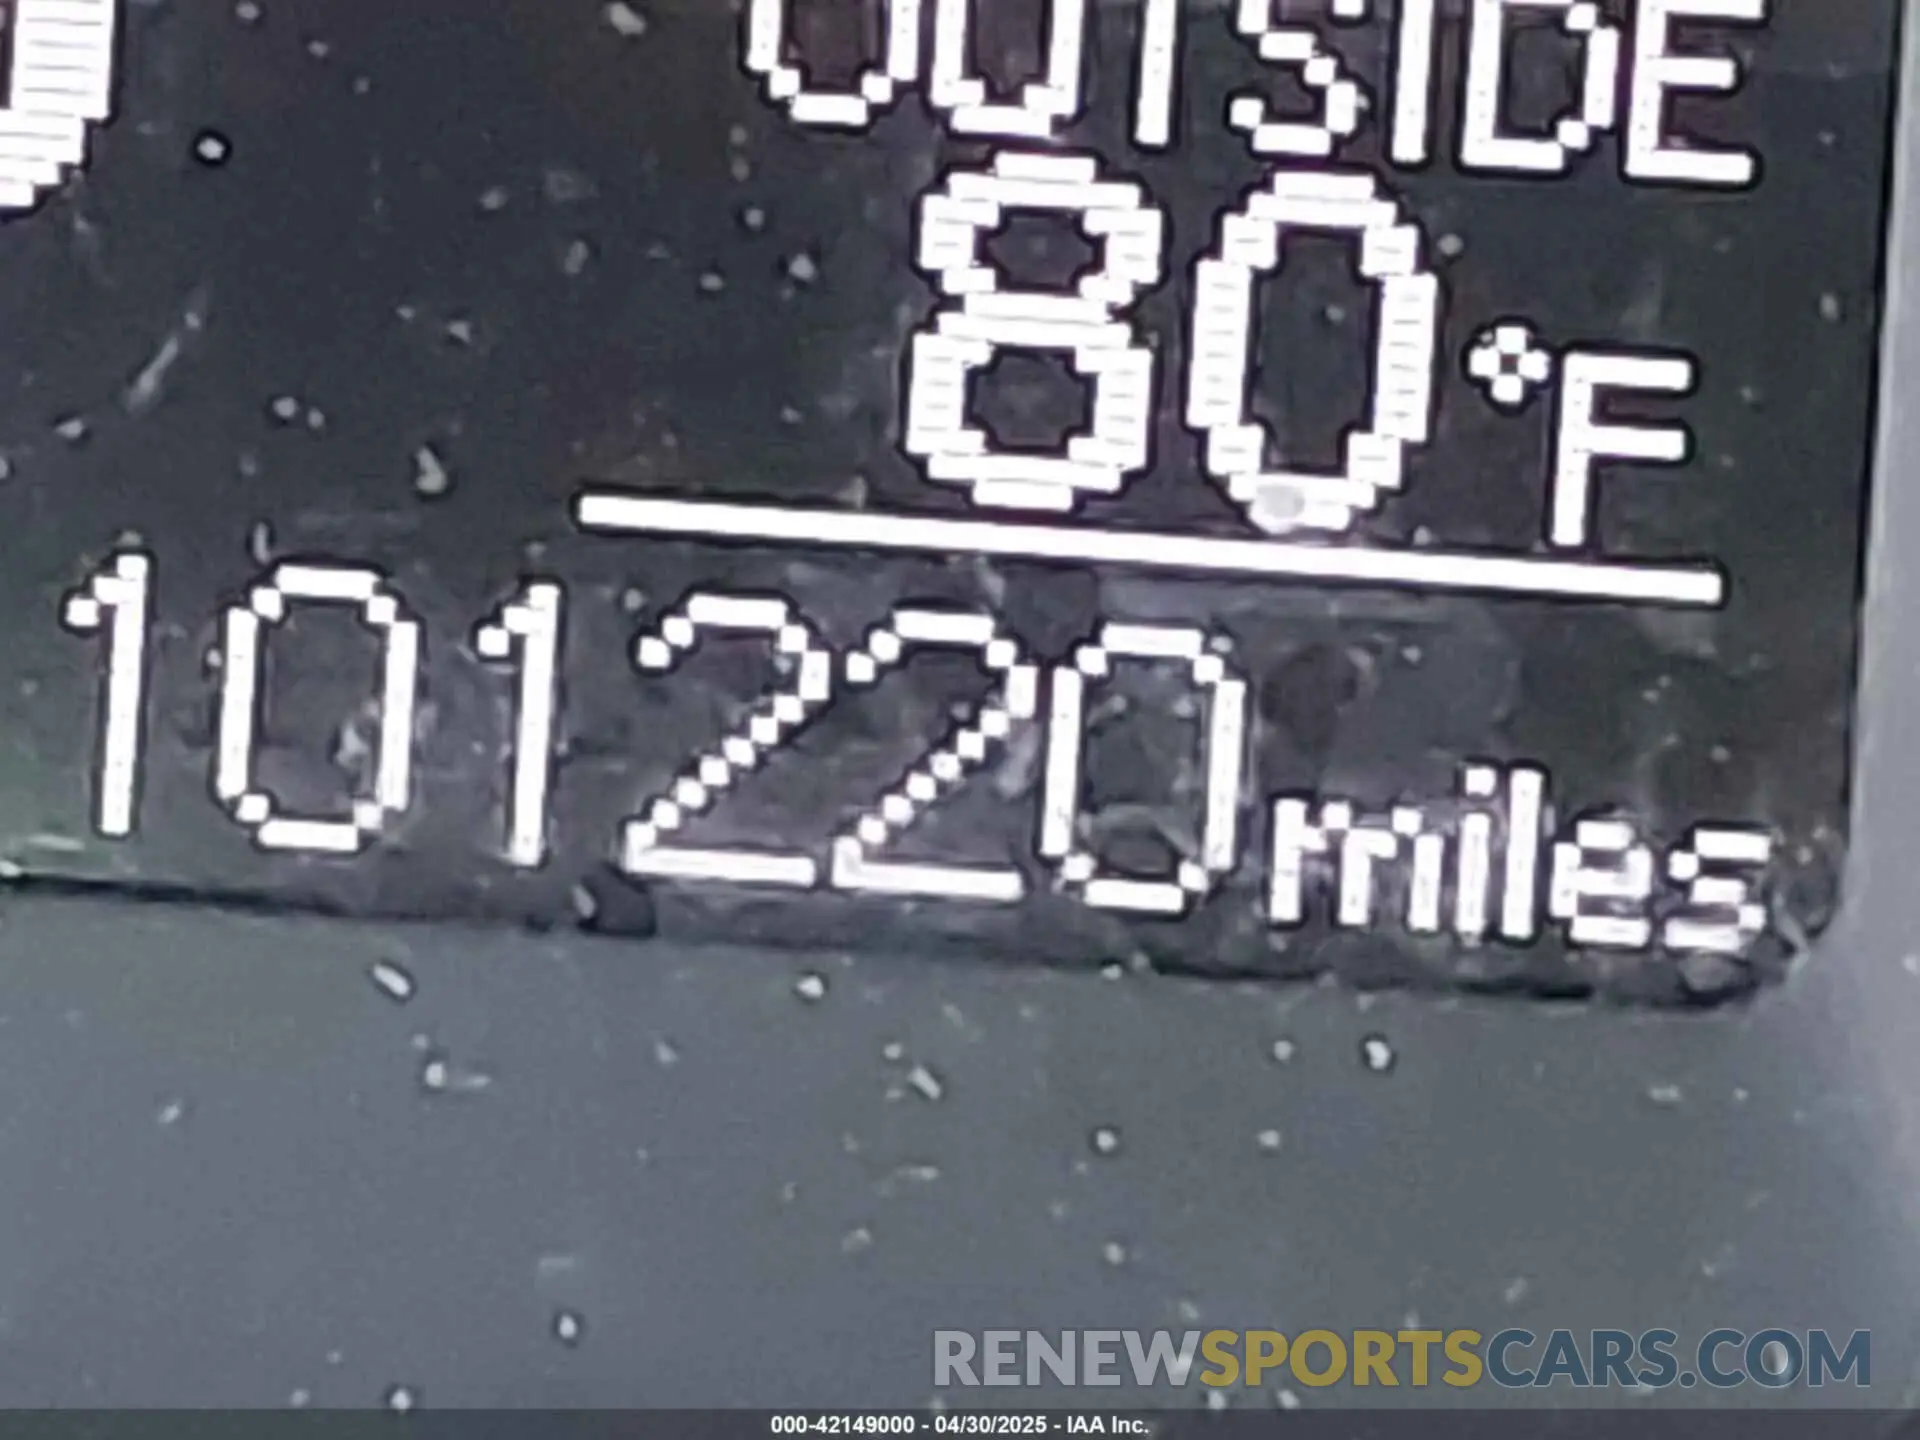 OUTSIDE
80°F
101220 miles
RENEWSPORTSCARS.COM
000-42149000 - 04/30/2025 - IAA Inc.